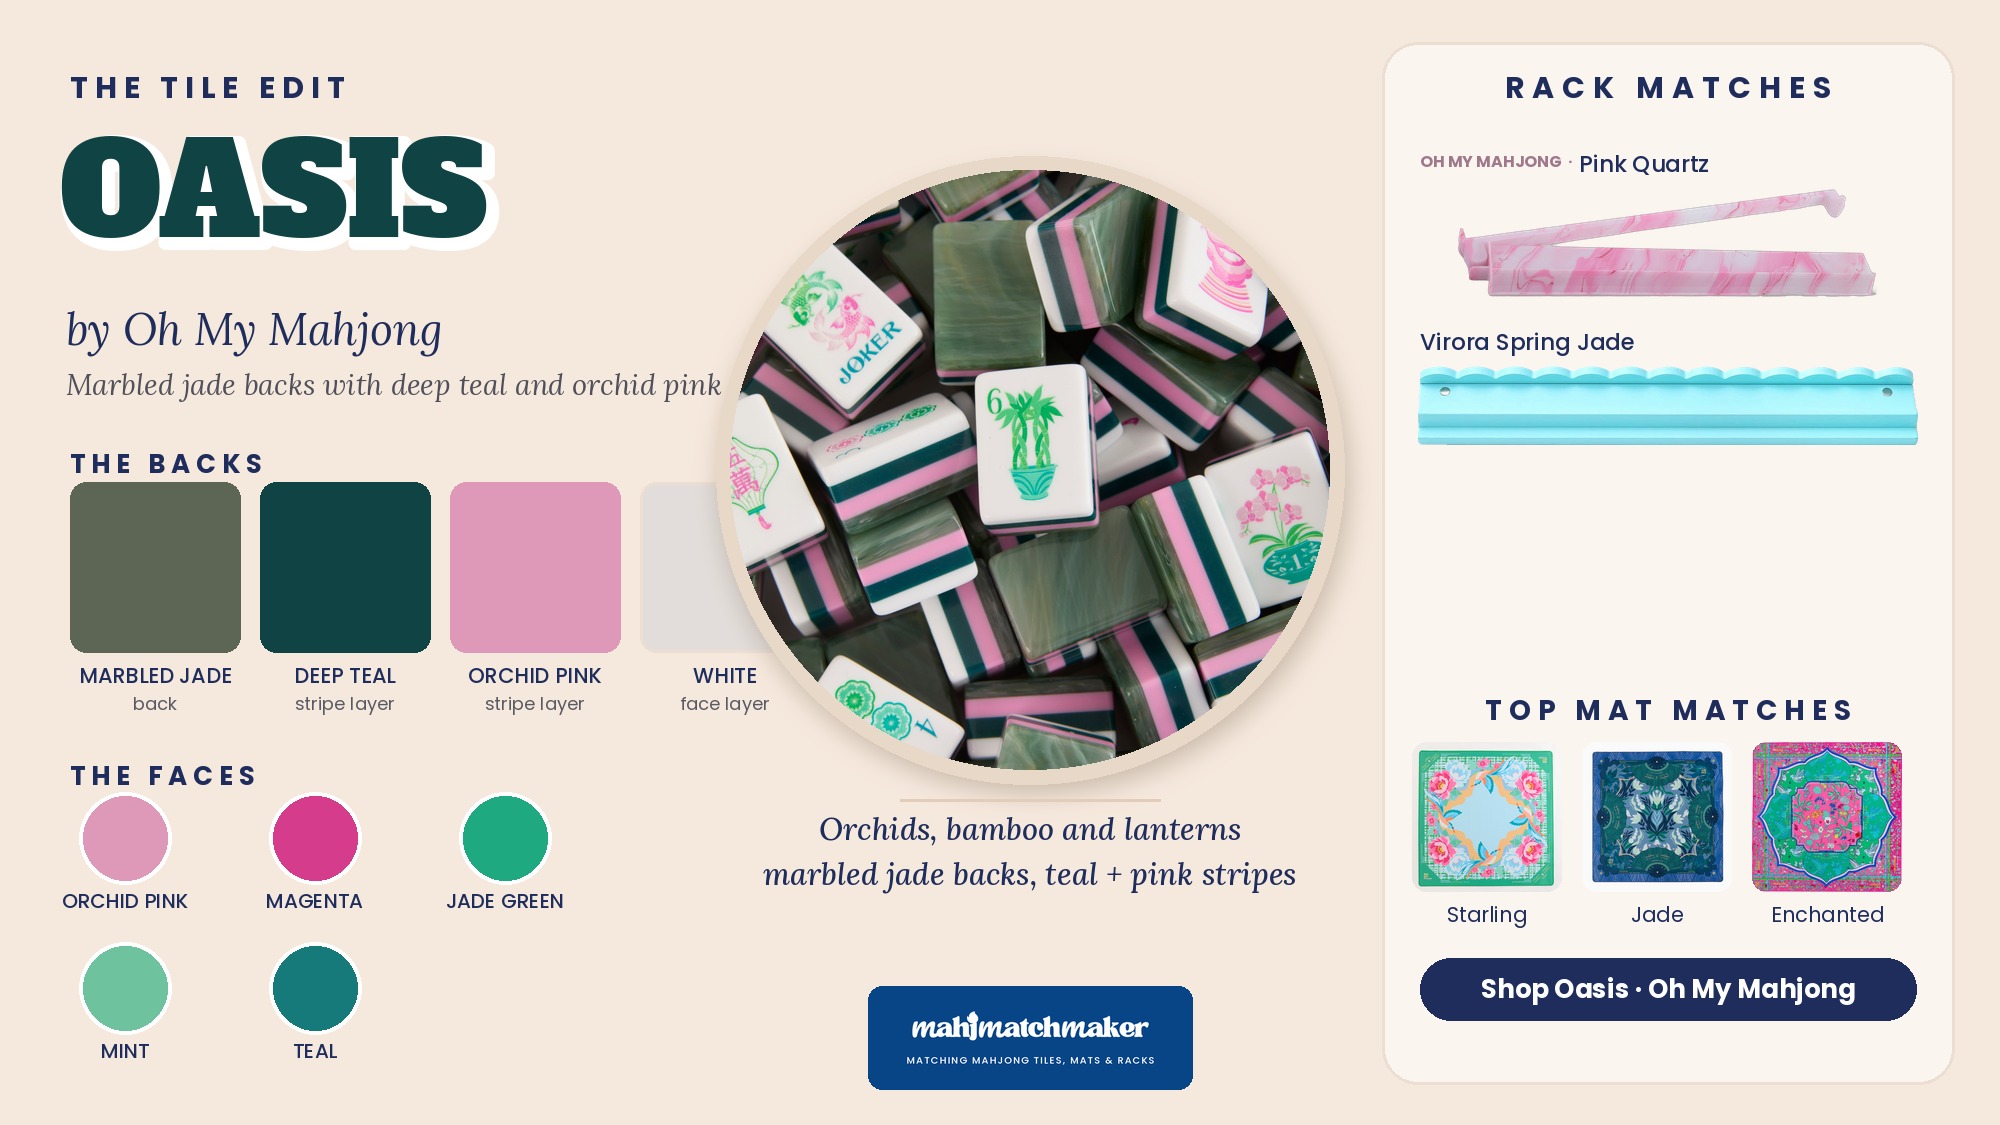 THE TILE EDIT
OASIS
by Oh My Mahjong
Marbled jade backs with deep teal and orchid pink
THE BACKS
MARBLED JADE
back
DEEP TEAL
stripe layer
ORCHID PINK
stripe layer
WHITE
face layer
THE FACES
ORCHID PINK
MAGENTA
JADE GREEN
MINT
TEAL
JOKER
6
萬
4
Orchids, bamboo and lanterns
marbled jade backs, teal + pink stripes
mahjmatchmaker
MATCHING MAHJONG TILES, MATS & RACKS
RACK MATCHES
OH MY MAHJONG · Pink Quartz
Virora Spring Jade
TOP MAT MATCHES
Starling
Jade
Enchanted
Shop Oasis · Oh My Mahjong